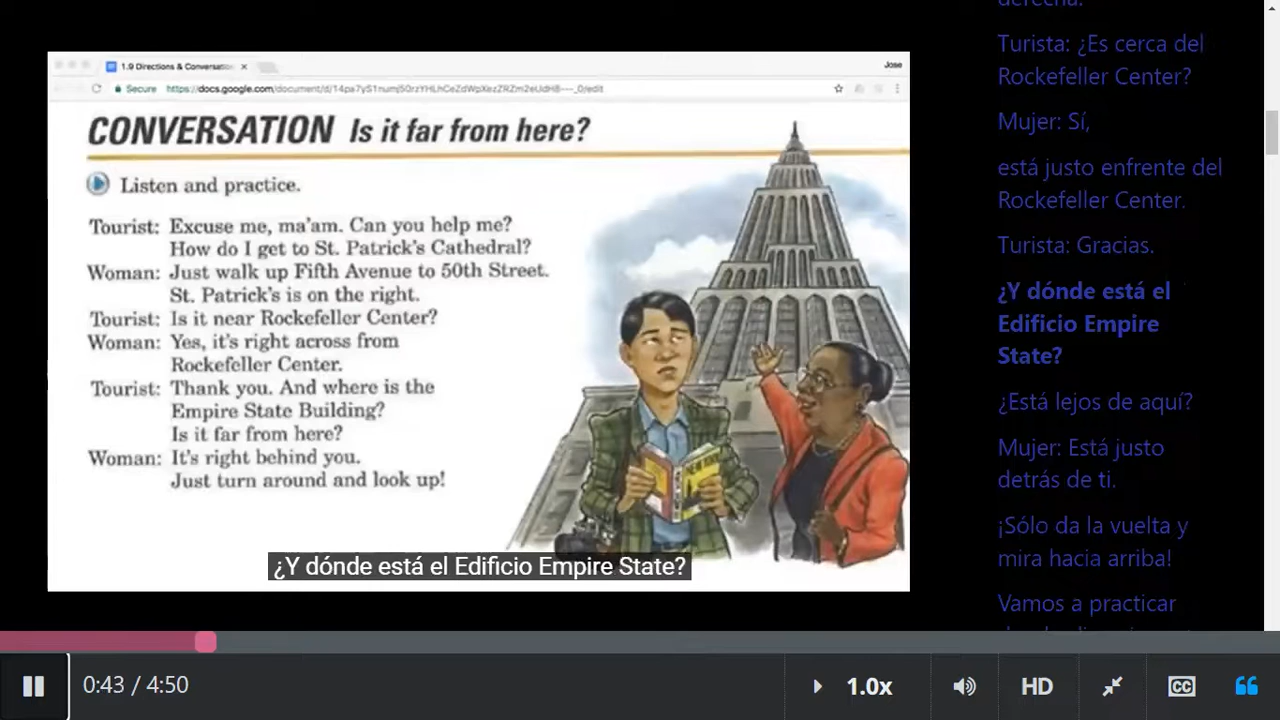 1.9 Directions & Conversatio
Jose
Secure
CONVERSATION Is it far from here?
Listen and practice.
Tourist: Excuse me, ma'am. Can you help me?
How do I get to St. Patrick's Cathedral?
Woman: Just walk up Fifth Avenue to 50th Street.
St. Patrick's is on the right.
Tourist: Is it near Rockefeller Center?
Woman: Yes, it's right across from
Rockefeller Center.
Tourist: Thank you. And where is the
Empire State Building?
Is it far from here?
Woman: It's right behind you.
Just turn around and look up!
NEW YORK
¿Y dónde está el Edificio Empire State?
derecha.
Turista: ¿Es cerca del
Rockefeller Center?
Mujer: Sí,
está justo enfrente del
Rockefeller Center.
Turista: Gracias.
¿Y dónde está el
Edificio Empire
State?
¿Está lejos de aquí?
Mujer: Está justo
detrás de ti.
¡Sólo da la vuelta y
mira hacia arriba!
Vamos a practicar
0:43 / 4:50
1.0x
HD
CC